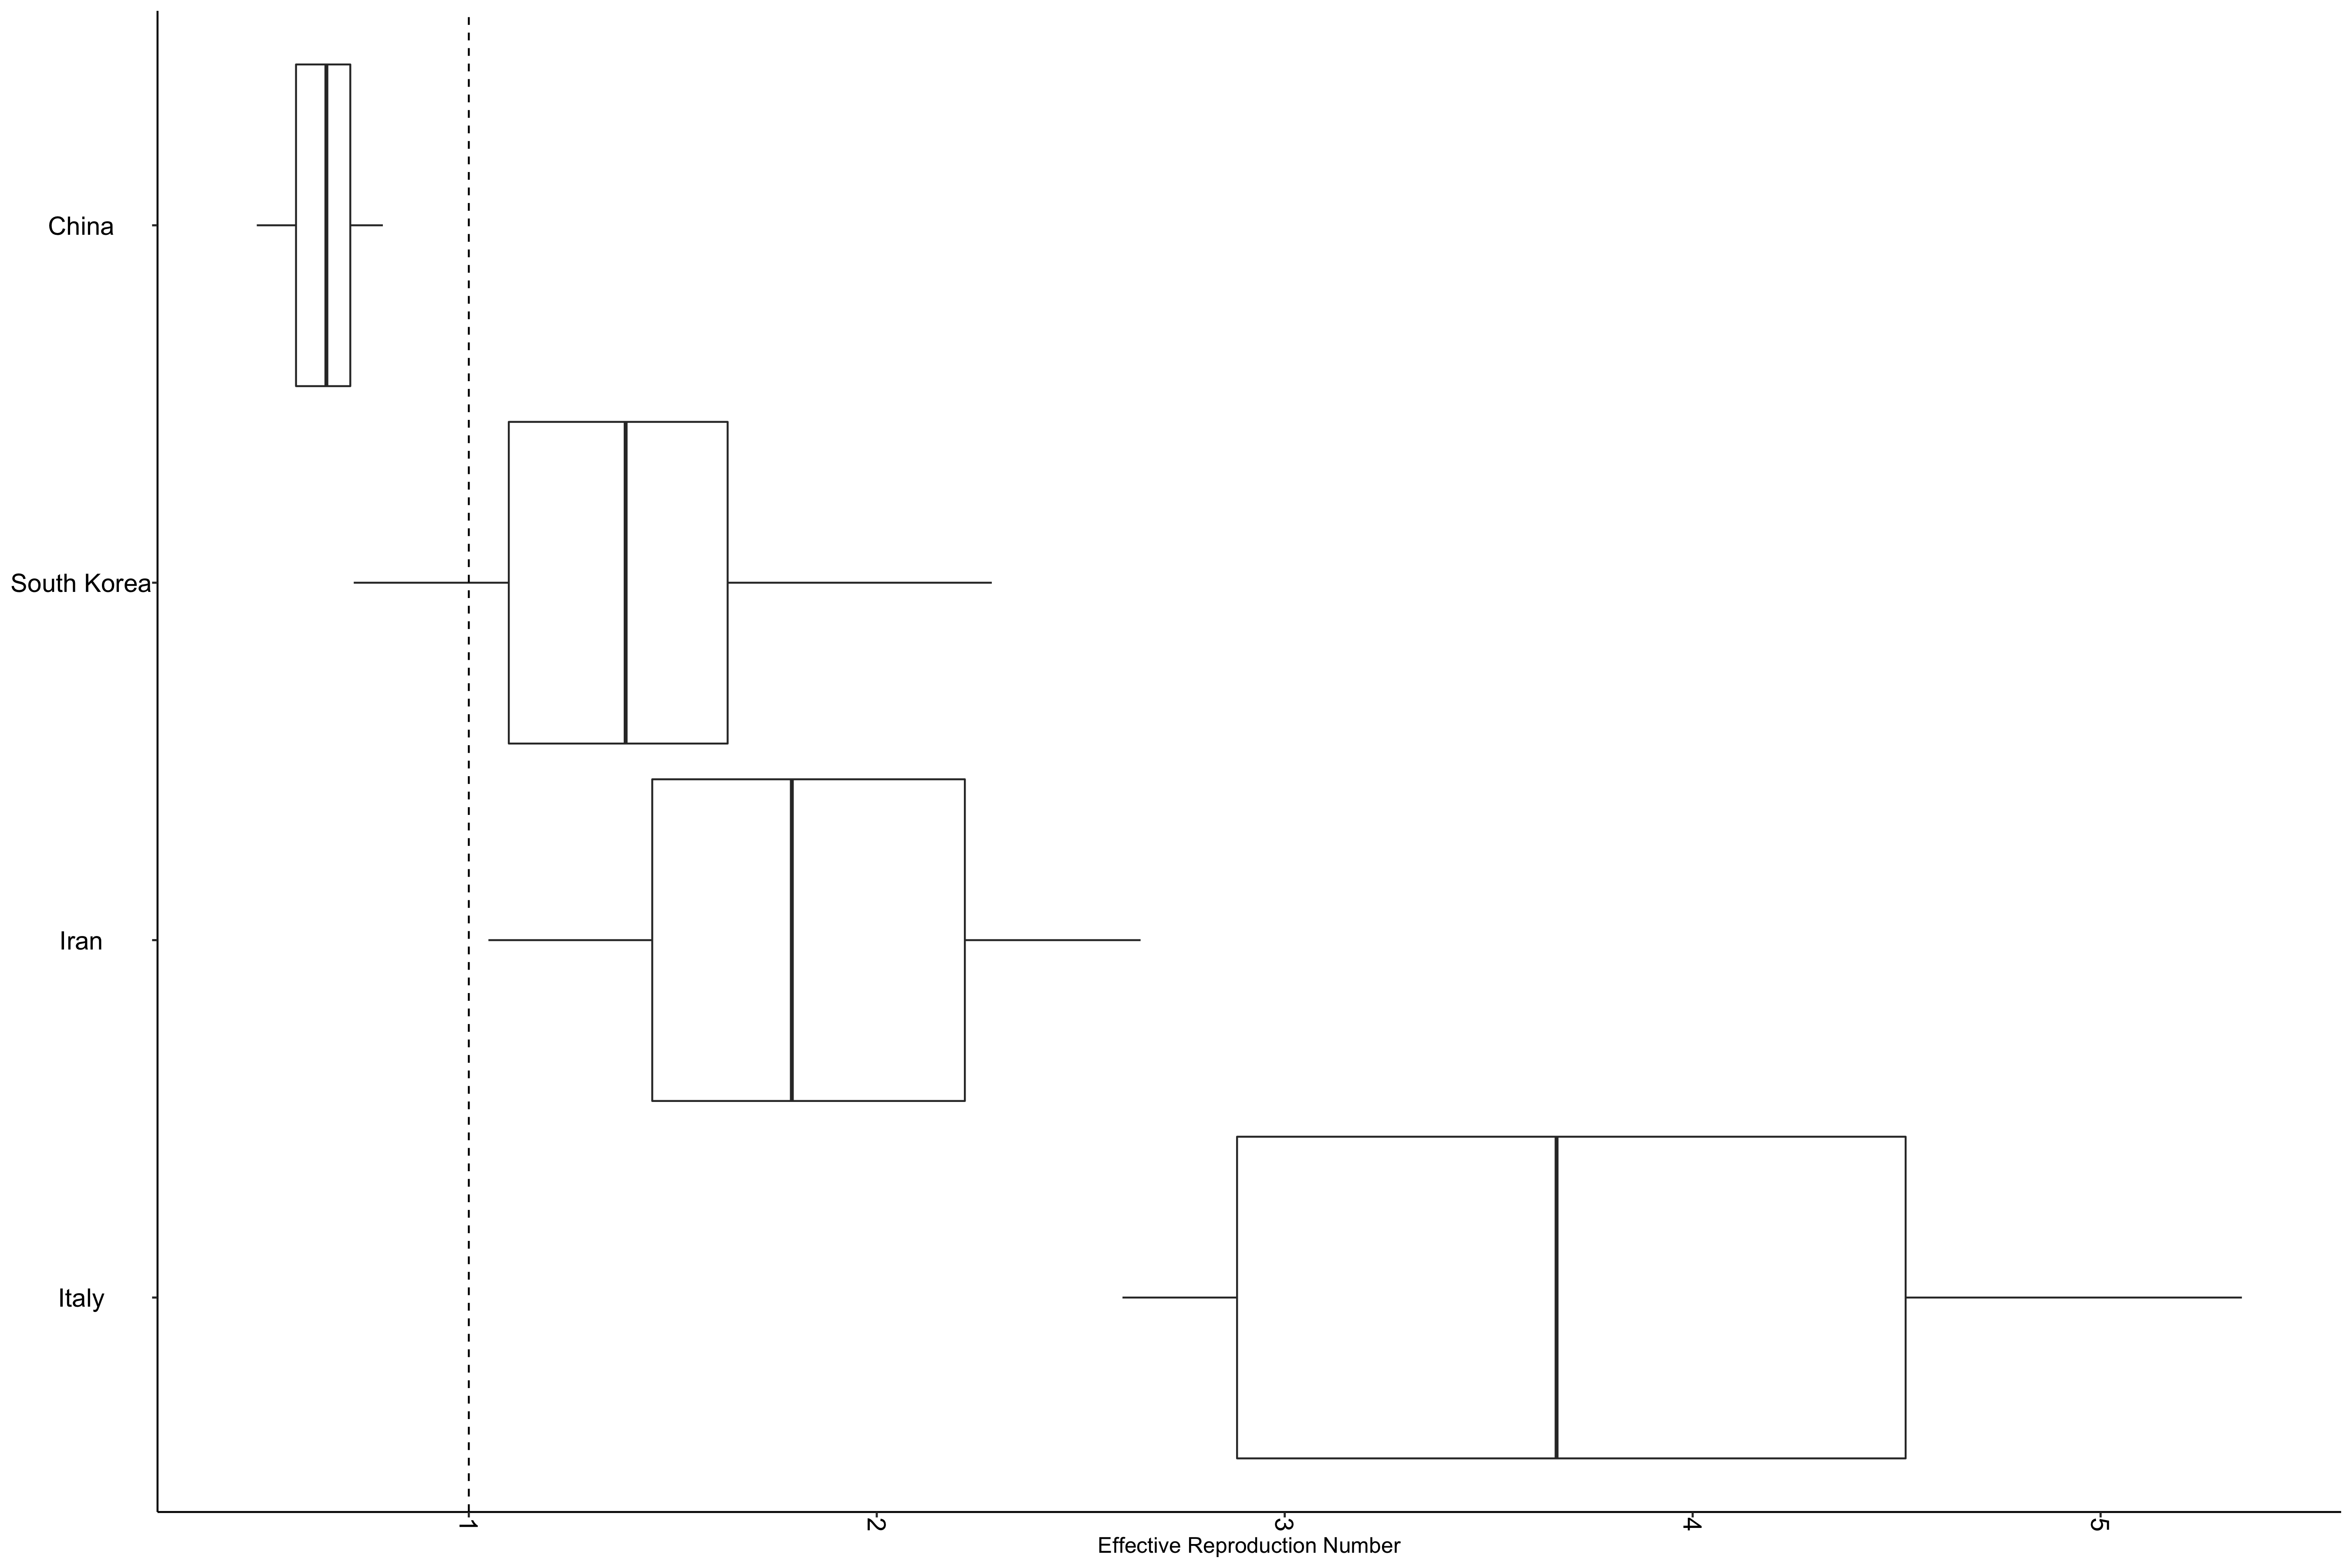 China
South Korea
Iran
Italy
1 2 3 4 5
Effective Reproduction Number